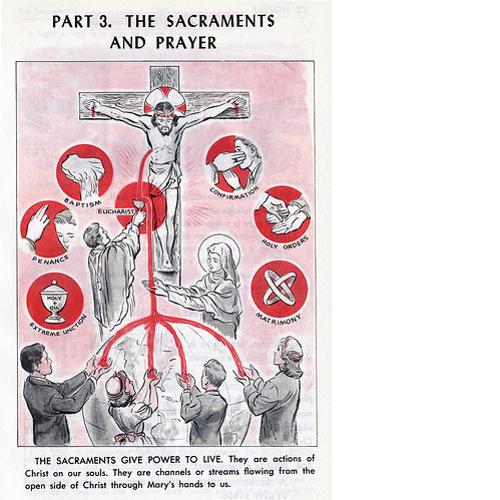 PART 3. THE SACRAMENTS
AND PRAYER
BAPTISM
CONFIRMATION
EUCHARIST
PENANCE
HOLY ORDERS
HOLY
OIL
EXTREME UNCTION
MATRIMONY
THE SACRAMENTS GIVE POWER TO LIVE. They are actions of
Christ on our souls. They are channels or streams flowing from the
open side of Christ through Mary's hands to us.